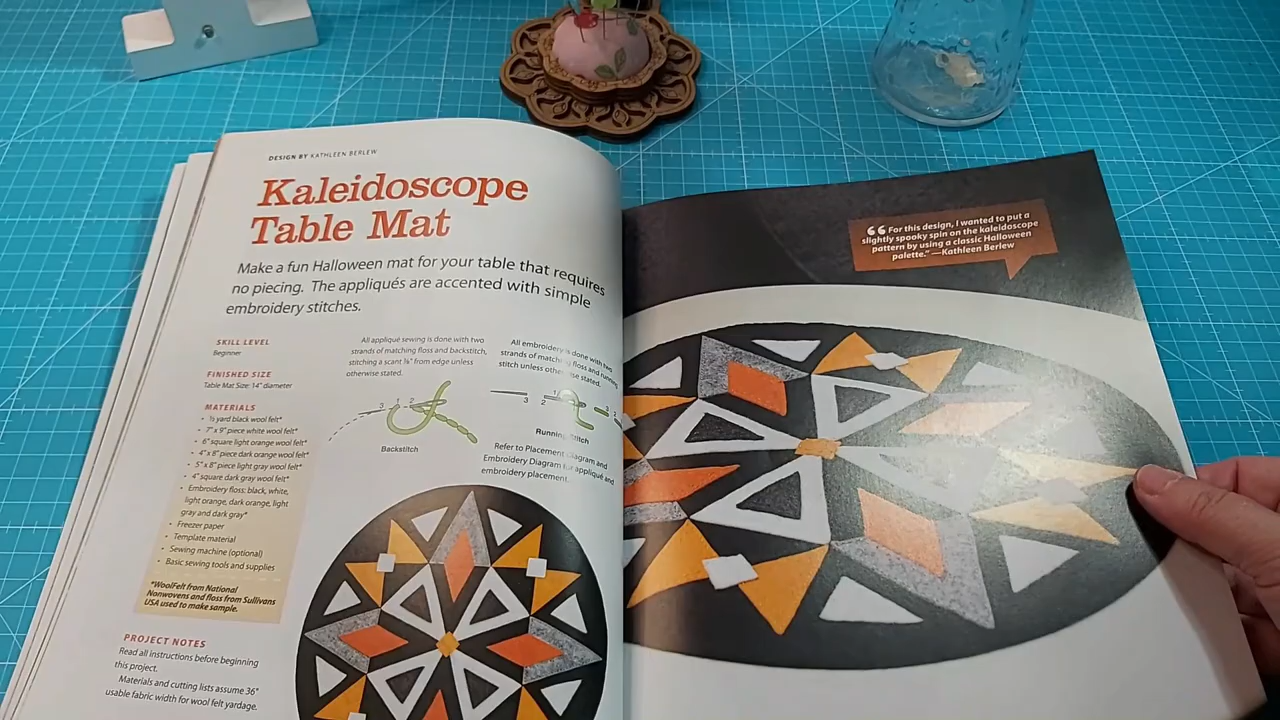 DESIGN BY KATHLEEN BERLEW
Kaleidoscope
Table Mat
Make a fun Halloween mat for your table that requires
no piecing. The appliqués are accented with simple
embroidery stitches.
SKILL LEVEL
Beginner
FINISHED SIZE
Table Mat Size: 14" diameter
MATERIALS
• ½ yard black wool felt*
• 7" x 9" piece white wool felt*
• 6" square light orange wool felt*
• 4" x 8" piece dark orange wool felt*
• 5" x 8" piece light gray wool felt*
• 4" square dark gray wool felt*
• Embroidery floss: black, white,
light orange, dark orange, light
gray and dark gray*
• Freezer paper
• Template material
• Sewing machine (optional)
• Basic sewing tools and supplies
*WoolFelt from National
Nonwovens and floss from Sullivans
USA used to make sample.
PROJECT NOTES
Read all instructions before beginning
this project.
Materials and cutting lists assume 36"
usable fabric width for wool felt yardage.
All appliqué sewing is done with two
strands of matching floss and backstitch,
stitching a scant ⅛" from edge unless
otherwise stated.
3 1 2
Backstitch
All embroidery is done with two
strands of matching floss and running
stitch unless otherwise stated.
3 2 1
Running Stitch
Refer to Placement Diagram and
Embroidery Diagram for appliqué and
embroidery placement.
“For this design, I wanted to put a
slightly spooky spin on the kaleidoscope
pattern by using a classic Halloween
palette.” —Kathleen Berlew